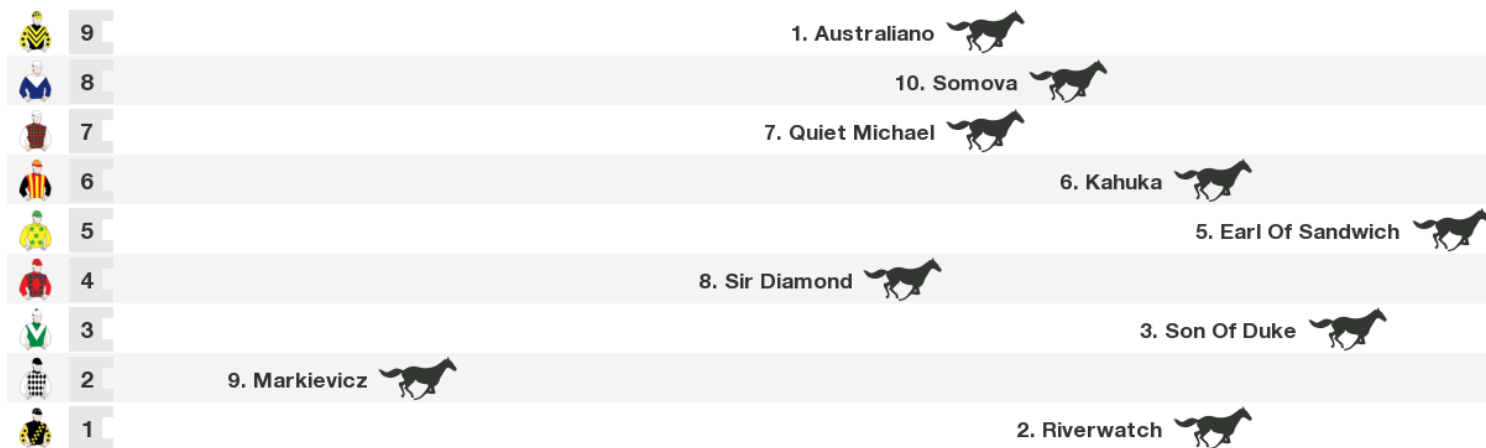 9 1. Australiano
8 10. Somova
7 7. Quiet Michael
6 6. Kahuka
5 5. Earl Of Sandwich
4 8. Sir Diamond
3 3. Son Of Duke
2 9. Markievicz
1 2. Riverwatch